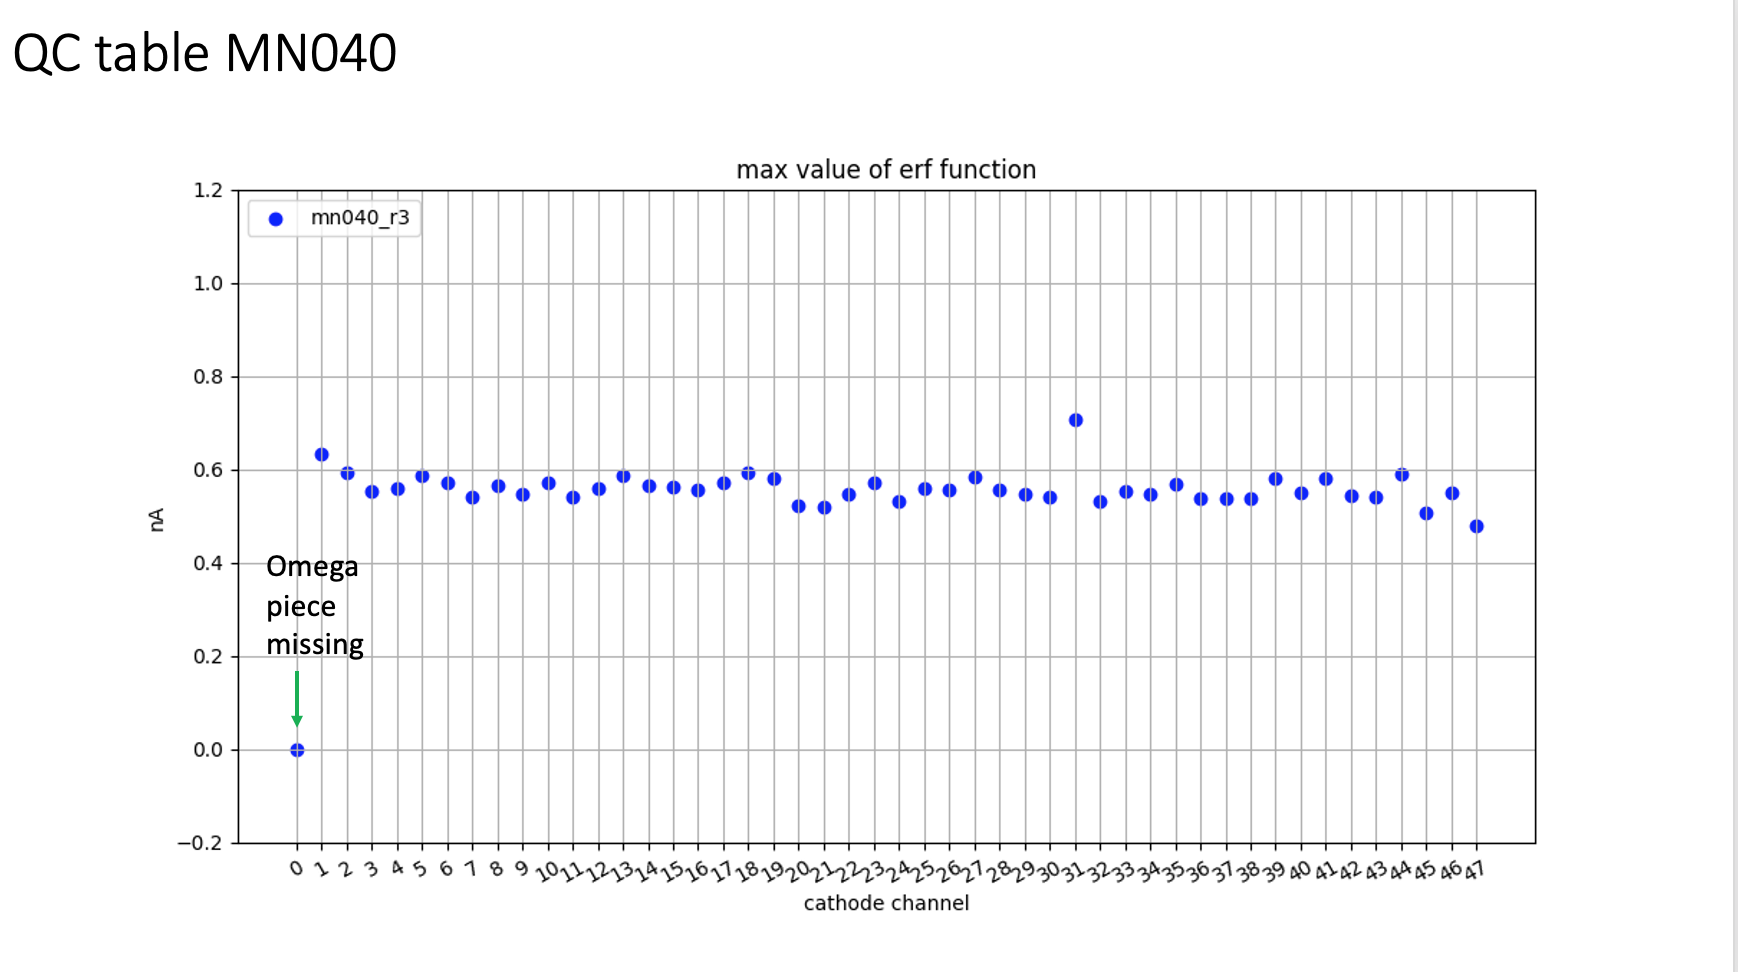 QC table MN040
max value of erf function
1.2
mn040_r3
1.0
0.8
0.6
nA
0.4
Omega
piece
missing
0.2
0.0
−0.2
0 1 2 3 4 5 6 7 8 9 10 11 12 13 14 15 16 17 18 19 20 21 22 23 24 25 26 27 28 29 30 31 32 33 34 35 36 37 38 39 40 41 42 43 44 45 46 47
cathode channel